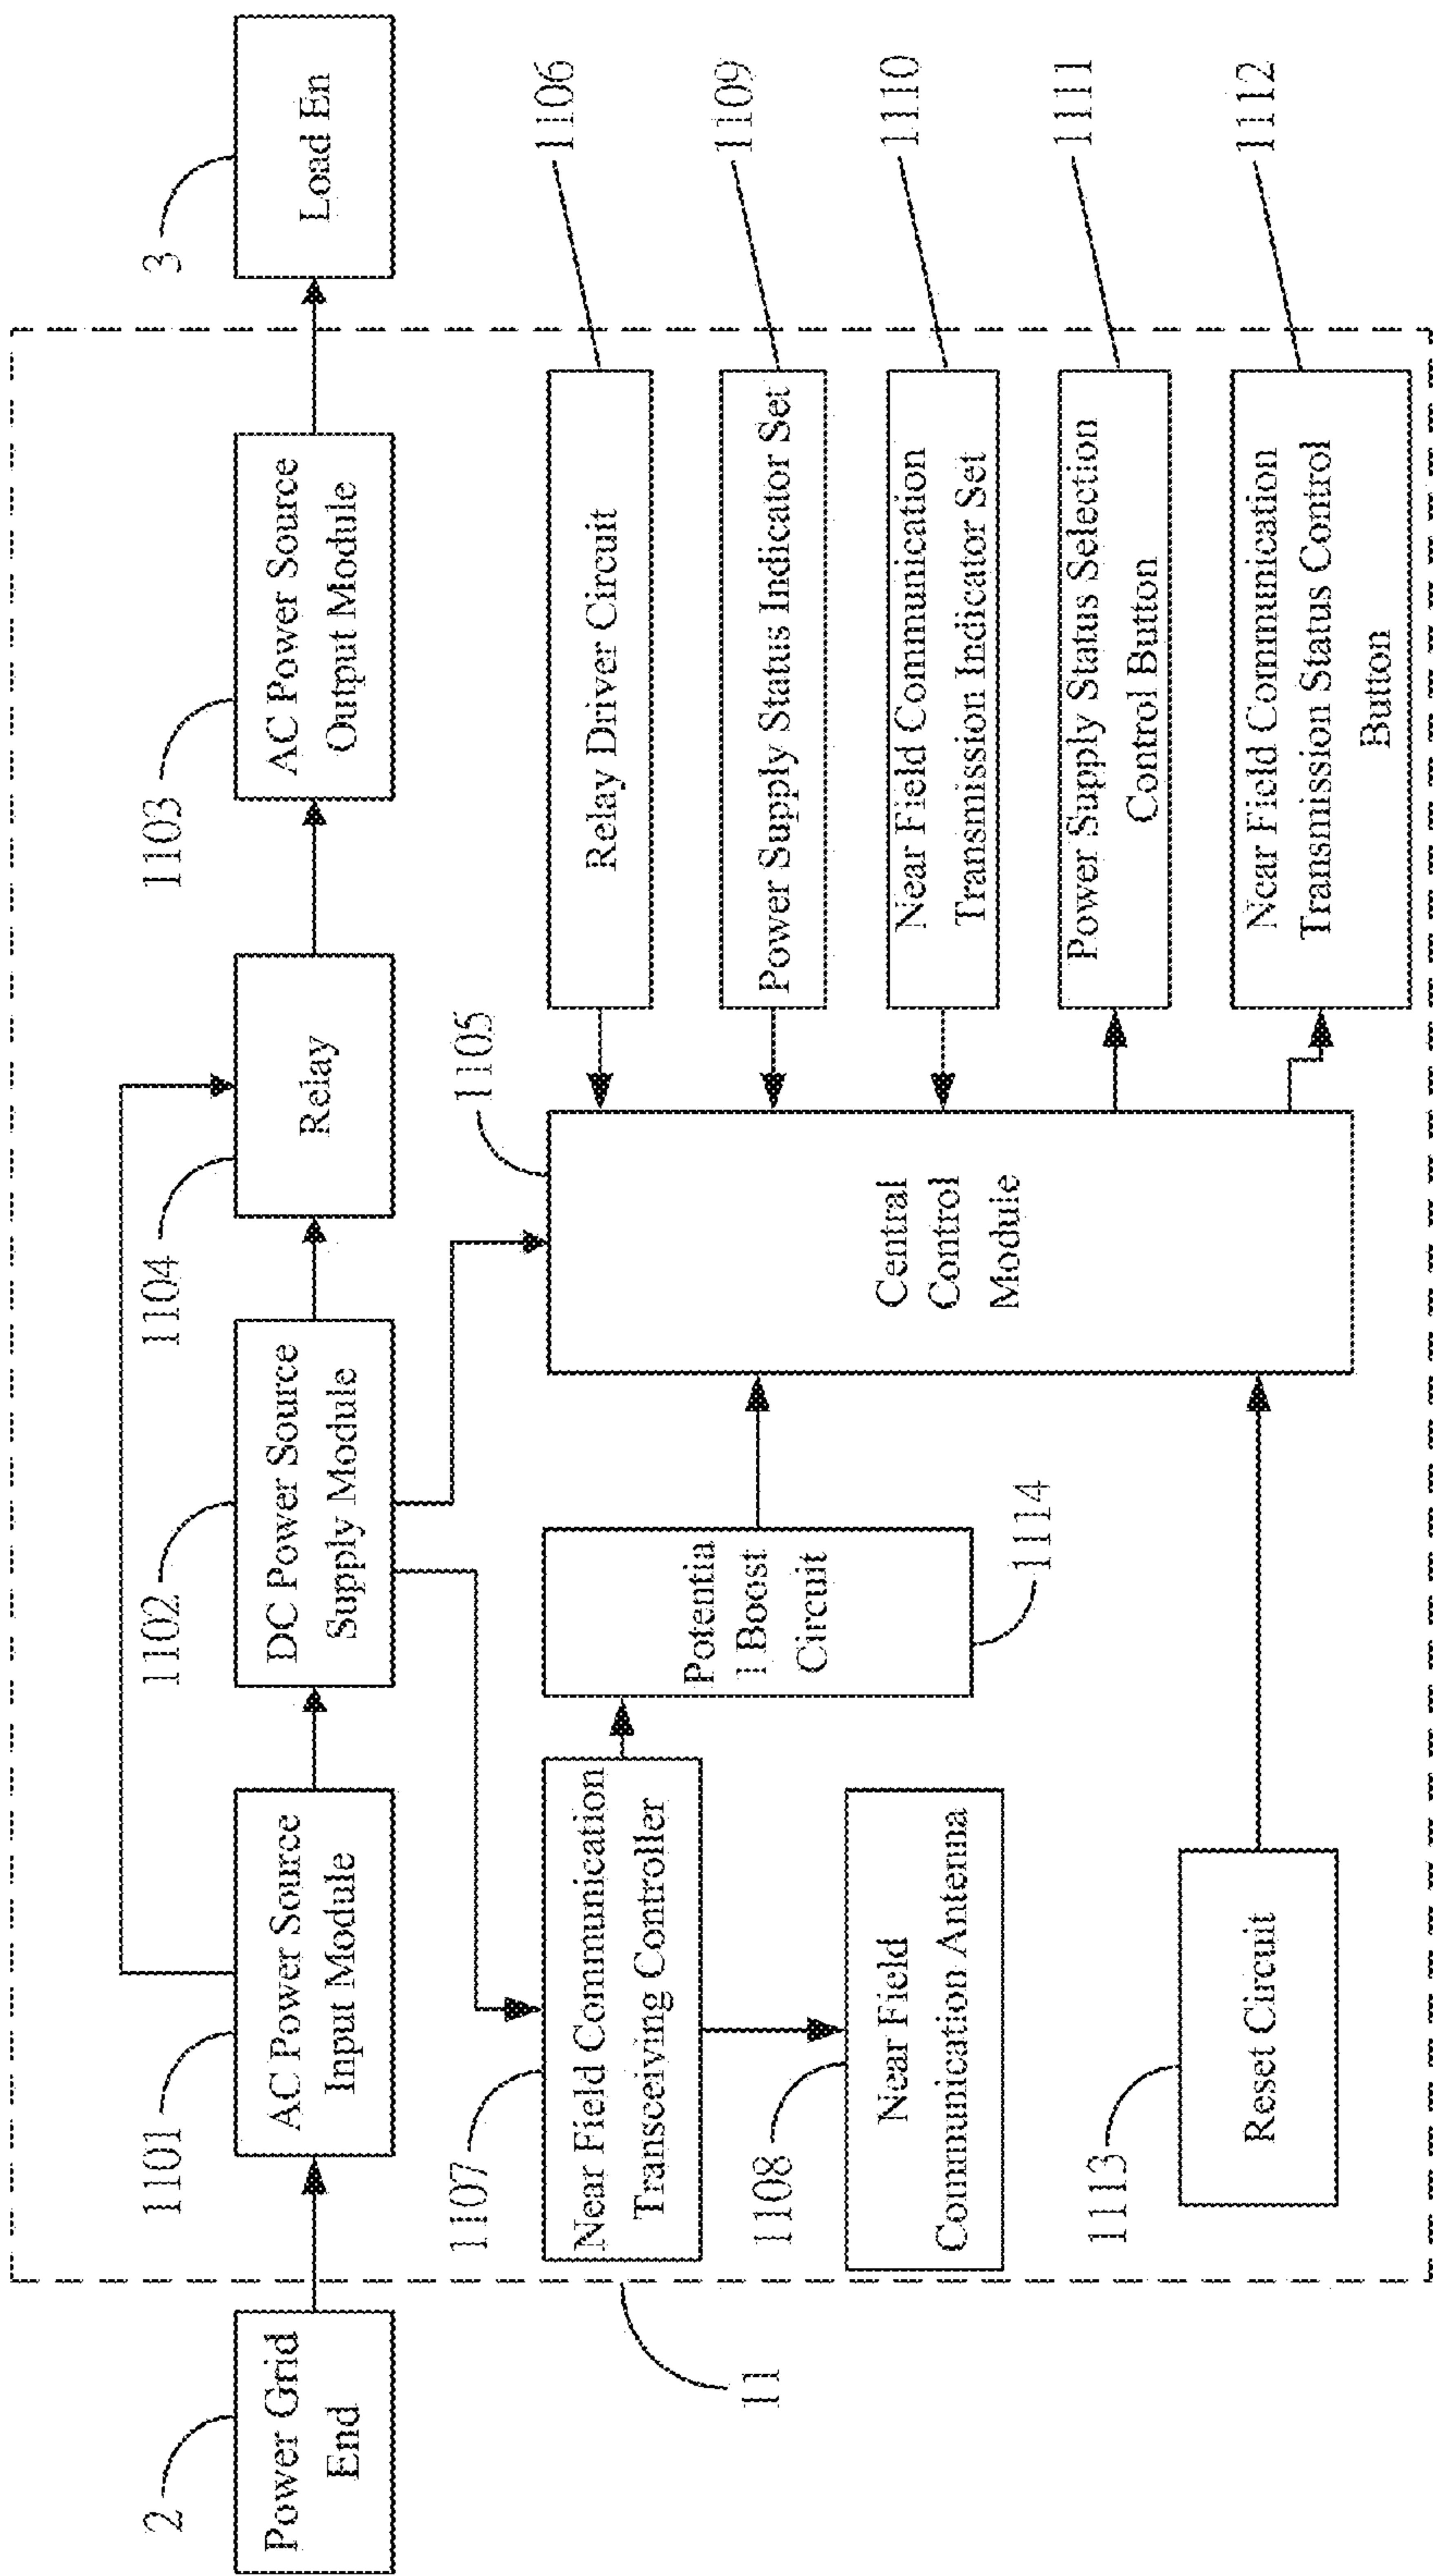 2
Power Grid
End
1101
AC Power Source
Input Module
1102
DC Power Source
Supply Module
1104
Relay
1103
AC Power Source
Output Module
3
Load En
11
1107
Near Field Communication
Transceiving Controller
1108
Near Field
Communication Antenna
1113
Reset Circuit
Potentia
l Boost
Circuit
1114
1105
Central
Control
Module
Relay Driver Circuit
1106
Power Supply Status Indicator Set
1109
Near Field Communication
Transmission Indicator Set
1110
Power Supply Status Selection
Control Button
1111
Near Field Communication
Transmission Status Control
Button
1112